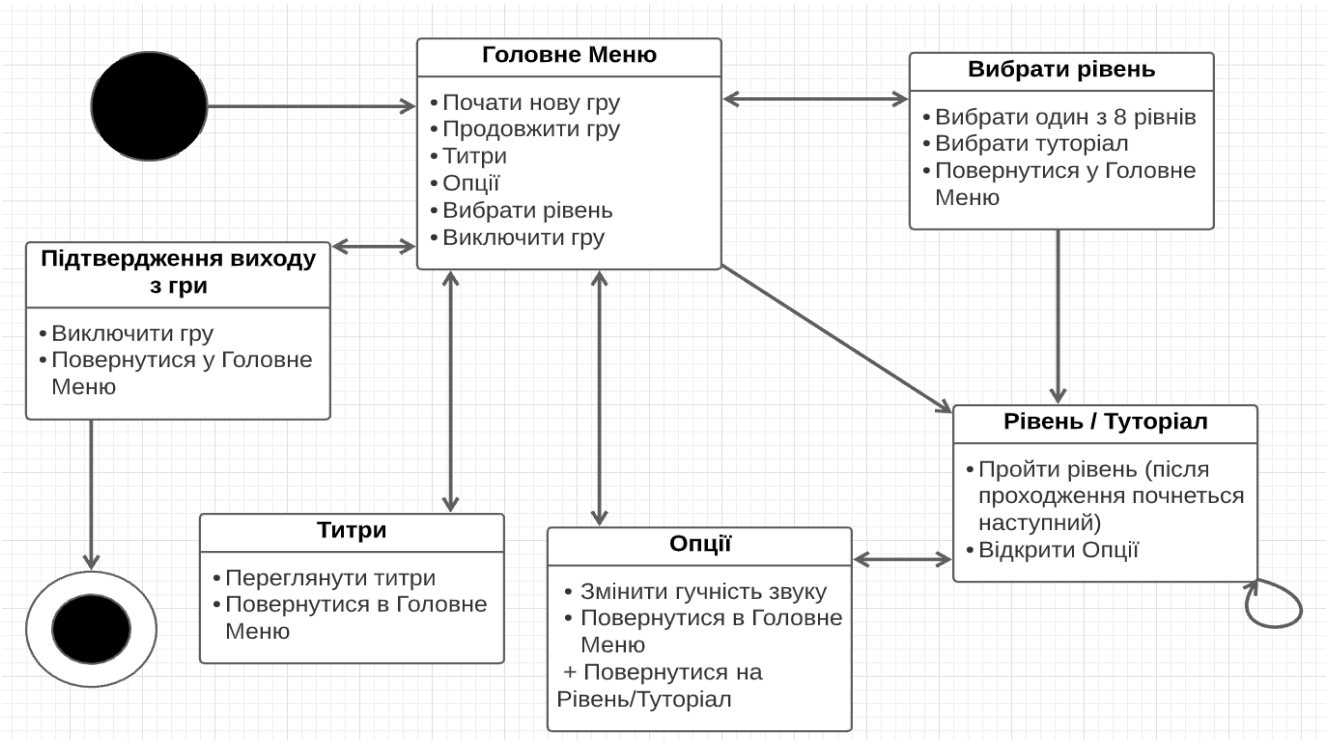 Головне Меню
• Почати нову гру
• Продовжити гру
• Титри
• Опції
• Вибрати рівень
• Виключити гру
Вибрати рівень
• Вибрати один з 8 рівнів
• Вибрати туторіал
• Повернутися у Головне
Меню
Підтвердження виходу
з гри
• Виключити гру
• Повернутися у Головне
Меню
Рівень / Туторіал
• Пройти рівень (після
проходження почнеться
наступний)
• Відкрити Опції
Титри
• Переглянути титри
• Повернутися в Головне
Меню
Опції
• Змінити гучність звуку
• Повернутися в Головне
Меню
+ Повернутися на
Рівень/Туторіал